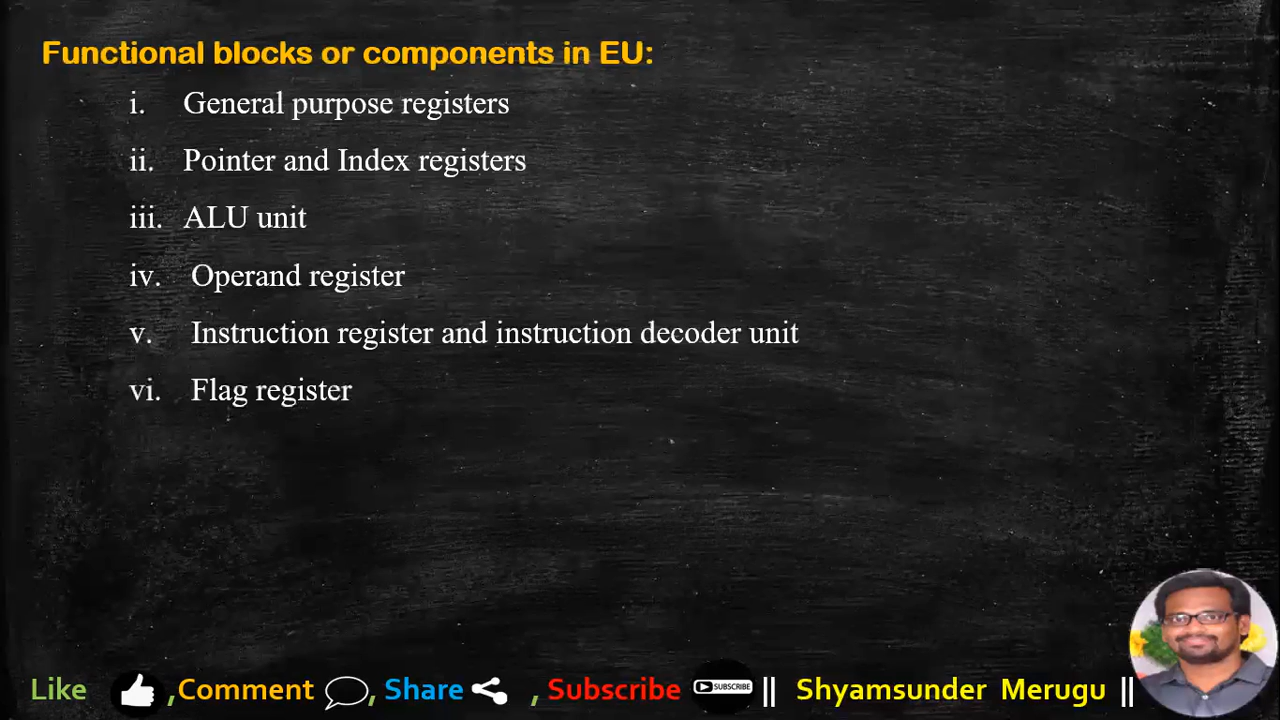 Functional blocks or components in EU:
i. General purpose registers
ii. Pointer and Index registers
iii. ALU unit
iv. Operand register
v. Instruction register and instruction decoder unit
vi. Flag register
Like , Comment , Share , Subscribe SUBSCRIBE || Shyamsunder Merugu ||